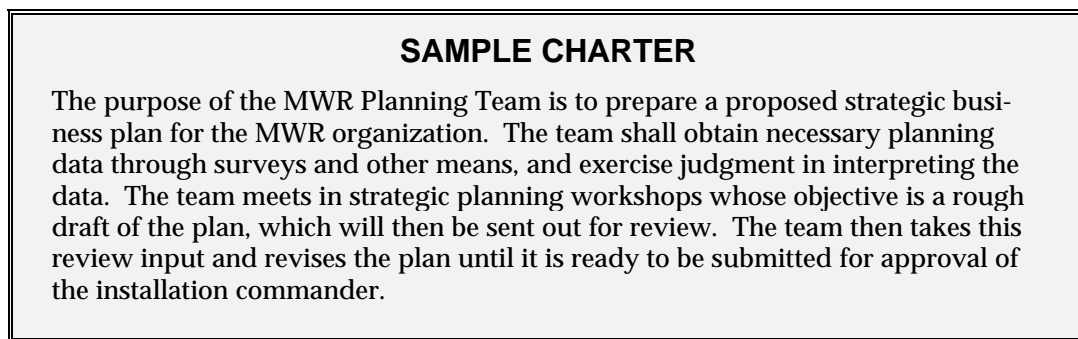 SAMPLE CHARTER
The purpose of the MWR Planning Team is to prepare a proposed strategic busi-
ness plan for the MWR organization.  The team shall obtain necessary planning
data through surveys and other means, and exercise judgment in interpreting the
data.  The team meets in strategic planning workshops whose objective is a rough
draft of the plan, which will then be sent out for review.  The team then takes this
review input and revises the plan until it is ready to be submitted for approval of
the installation commander.